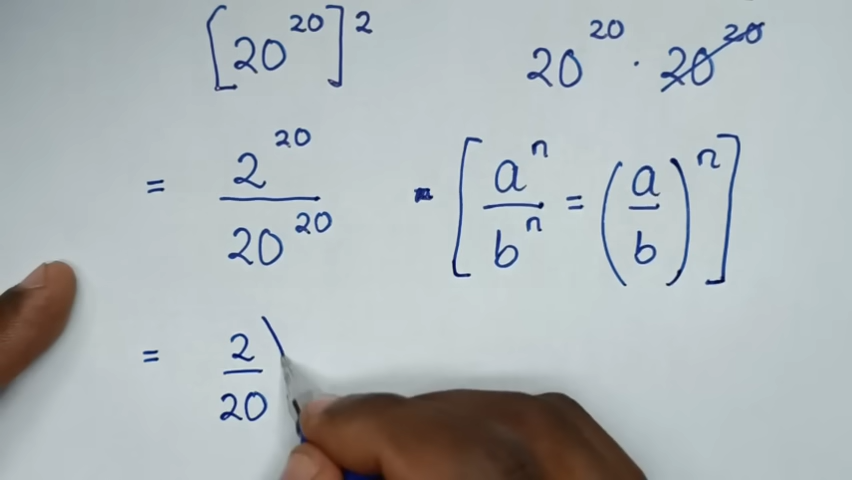 [20^20]^2 20^20 · 20^20
= 2^20/20^20 - [a^n/b^n = (a/b)^n]
= 2/20)